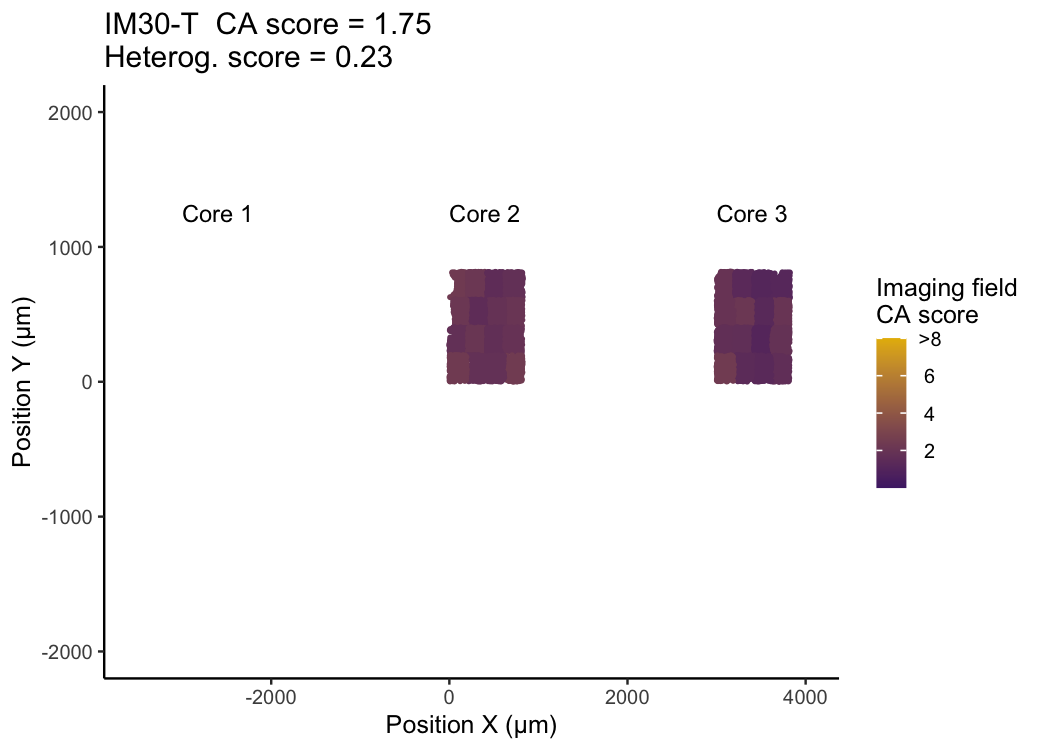 IM30-T  CA score = 1.75
Heterog. score = 0.23
2000
1000
0
-1000
-2000
Position Y (µm)
Core 1
Core 2
Core 3
-2000
0
2000
4000
Position X (µm)
Imaging field
CA score
>8
6
4
2